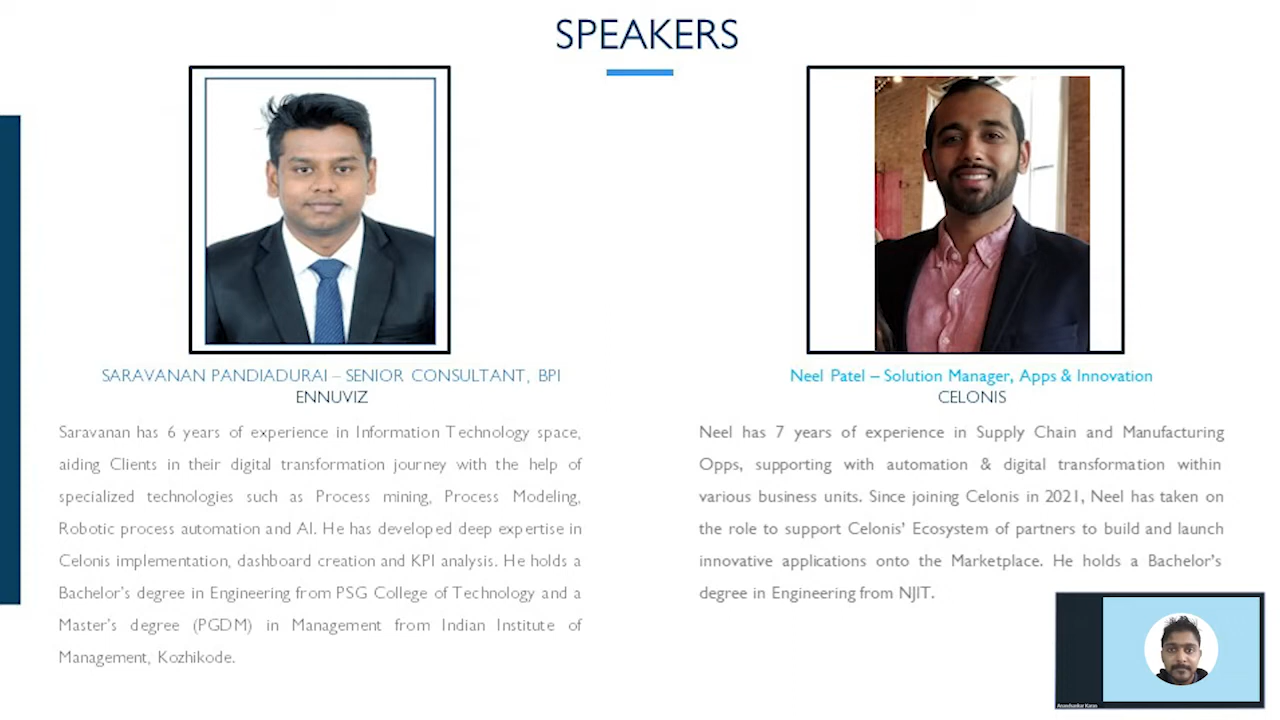 SPEAKERS
SARAVANAN PANDIADURAI – SENIOR CONSULTANT, BPI
ENNUVIZ
Saravanan has 6 years of experience in Information Technology space,
aiding Clients in their digital transformation journey with the help of
specialized technologies such as Process mining, Process Modeling,
Robotic process automation and AI. He has developed deep expertise in
Celonis implementation, dashboard creation and KPI analysis. He holds a
Bachelor's degree in Engineering from PSG College of Technology and a
Master's degree (PGDM) in Management from Indian Institute of
Management, Kozhikode.
Neel Patel – Solution Manager, Apps & Innovation
CELONIS
Neel has 7 years of experience in Supply Chain and Manufacturing
Opps, supporting with automation & digital transformation within
various business units. Since joining Celonis in 2021, Neel has taken on
the role to support Celonis' Ecosystem of partners to build and launch
innovative applications onto the Marketplace. He holds a Bachelor's
degree in Engineering from NJIT.